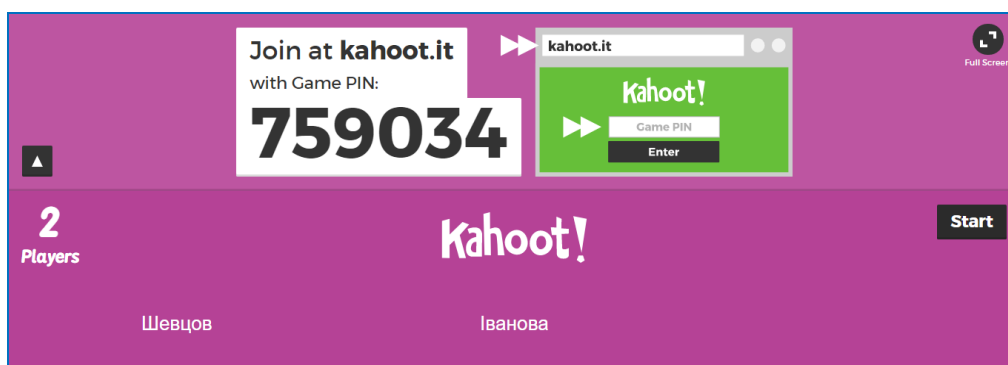 Join at kahoot.it
with Game PIN:
759034
kahoot.it
Kahoot!
Game PIN
Enter
Full Screen
2
Players
Kahoot!
Start
Шевцов
Іванова